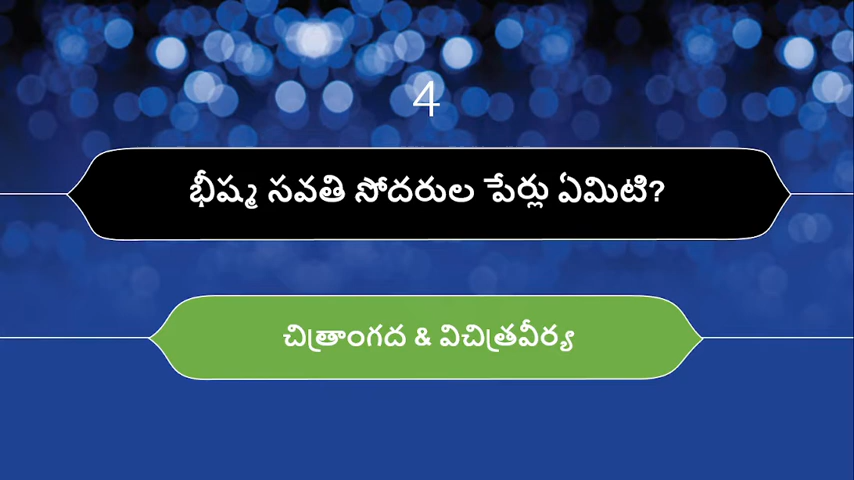 4
భీష్మ సవతి సోదరుల పేర్లు ఏమిటి?
చిత్రాంగద & విచిత్రవీర్య